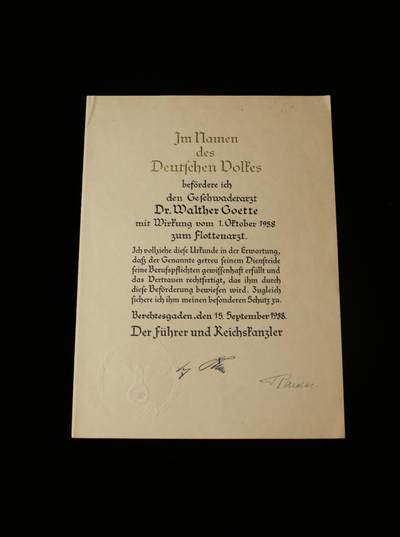 Im Namen
des
Deutschen Volkes
befördere ich
den Geschwaderarzt
Dr. Walther Goette
mit Wirkung vom 1. Oktober 1938
zum Flottenarzt.
Ich vollziehe diese Urkunde in der Erwartung,
daß der Genannte getreu seinem Diensteide
seine Berufspflichten gewissenhaft erfüllt und
das Vertrauen rechtfertigt, das ihm durch
diese Beförderung bewiesen wird. Zugleich
sichere ich ihm meinen besonderen Schutz zu.
Berchtesgaden, den 15. September 1938.
Der Führer und Reichskanzler